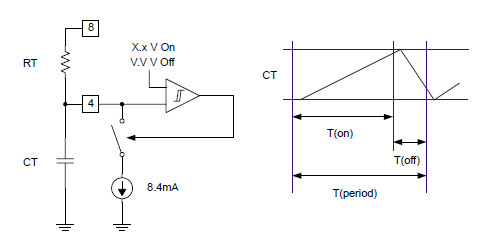 8
X.x V On
V.V V Off
RT
4
CT
8.4mA
CT
T(on)
T(off)
T(period)